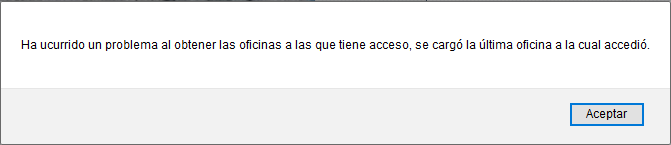 Ha ucurrido un problema al obtener las oficinas a las que tiene acceso, se cargó la última oficina a la cual accedió.
Aceptar